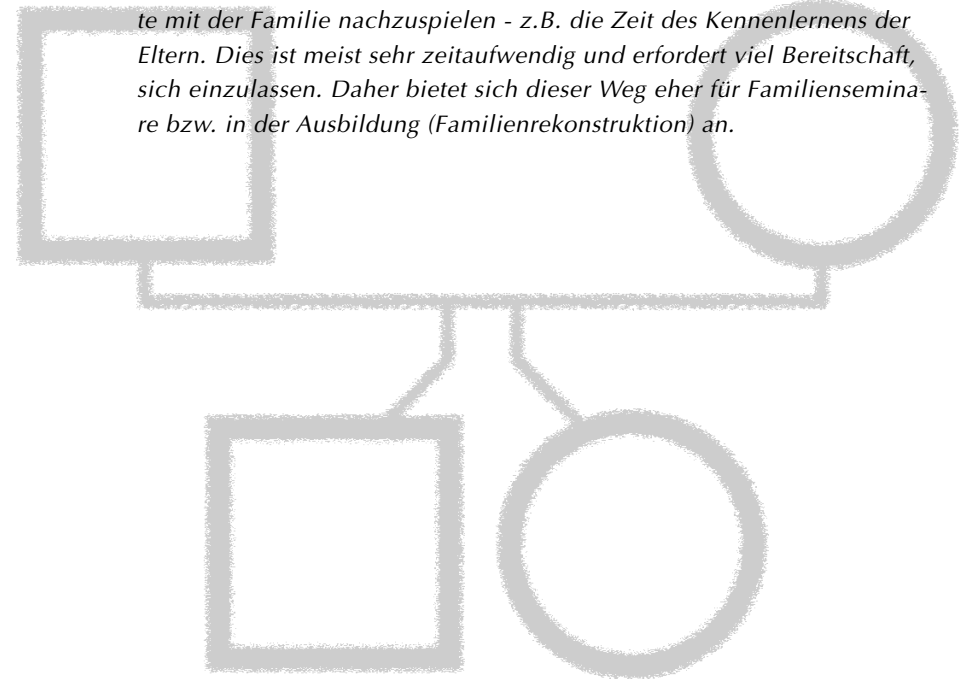 te mit der Familie nachzuspielen - z.B. die Zeit des Kennenlernens der
Eltern. Dies ist meist sehr zeitaufwendig und erfordert viel Bereitschaft,
sich einzulassen. Daher bietet sich dieser Weg eher für Familiensemina-
re bzw. in der Ausbildung (Familienrekonstruktion) an.